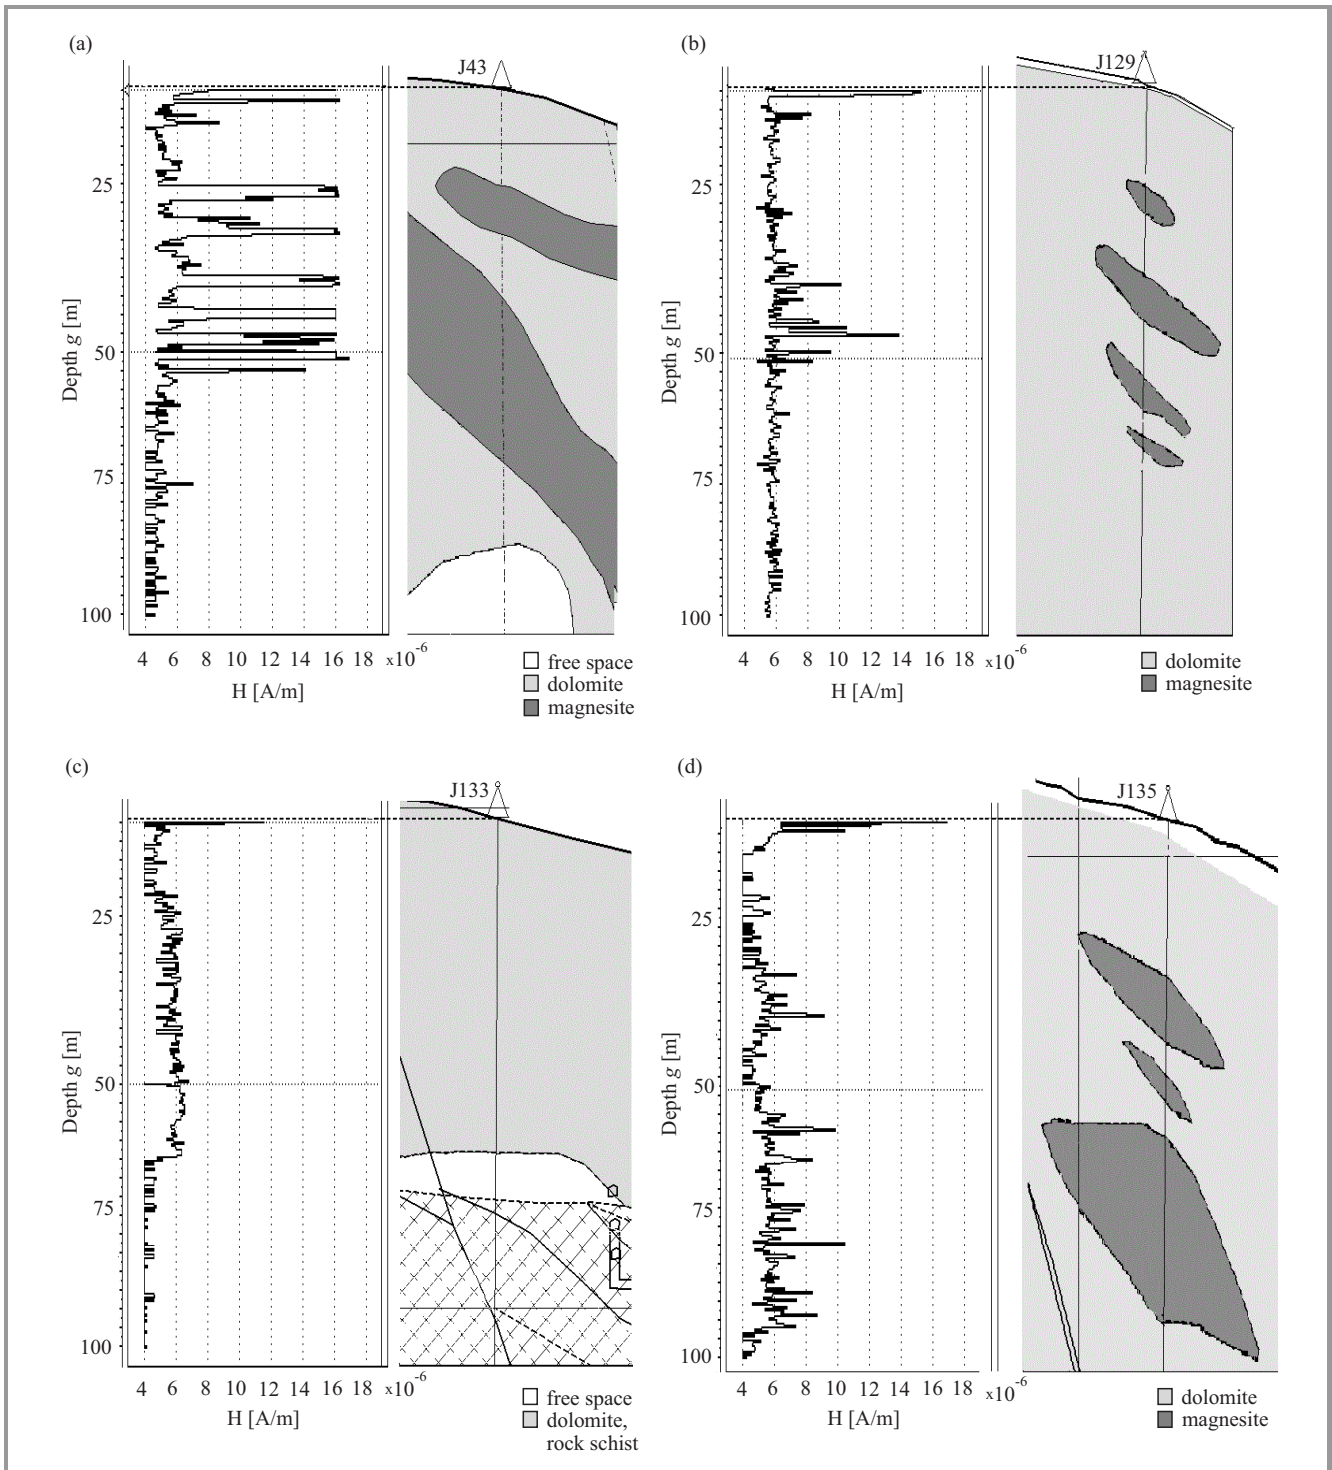 (a)
J43
25
50
75
100
Depth g [m]
4 6 8 10 12 14 16 18 x10-6
H [A/m]
free space
dolomite
magnesite
(b)
J129
25
50
75
100
Depth g [m]
4 6 8 10 12 14 16 18 x10-6
H [A/m]
dolomite
magnesite
(c)
J133
25
50
75
100
Depth g [m]
4 6 8 10 12 14 16 18 x10-6
H [A/m]
free space
dolomite,
rock schist
(d)
J135
25
50
75
100
Depth g [m]
4 6 8 10 12 14 16 18 x10-6
H [A/m]
dolomite
magnesite